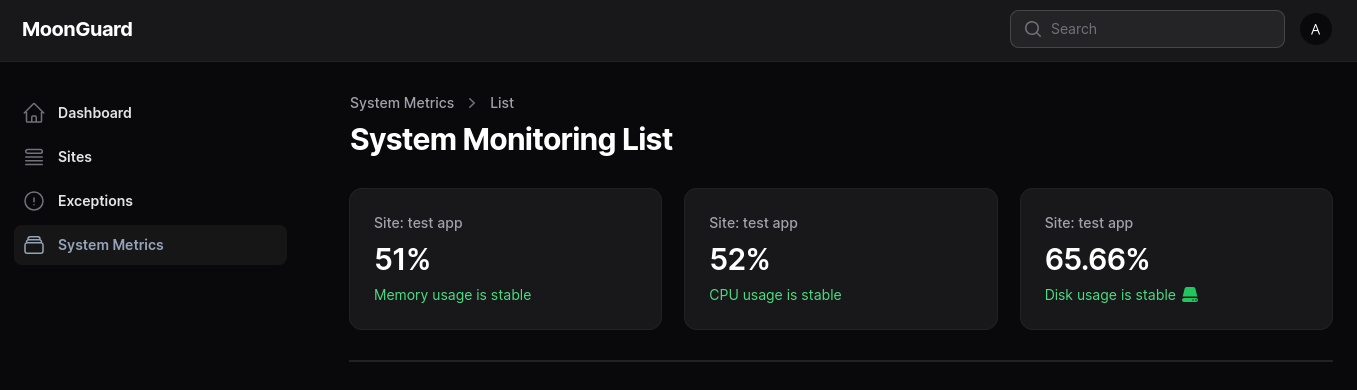 MoonGuard
Search
A
Dashboard
Sites
Exceptions
System Metrics
System Metrics > List
System Monitoring List
Site: test app
51%
Memory usage is stable
Site: test app
52%
CPU usage is stable
Site: test app
65.66%
Disk usage is stable